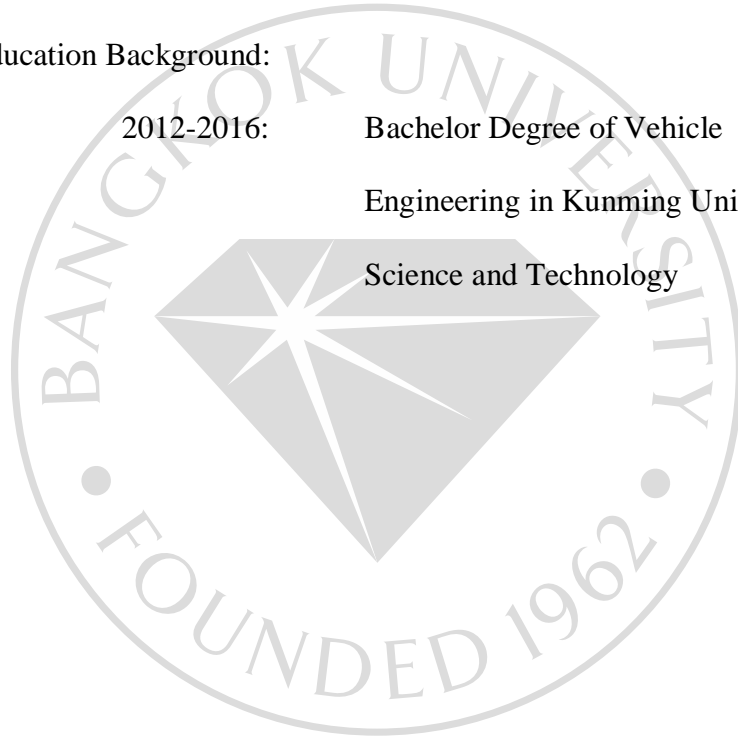 ducation Background:
2012-2016: Bachelor Degree of Vehicle
Engineering in Kunming Uni
Science and Technology
BANGKOK UNIVERSITY
• FOUNDED 1962 •